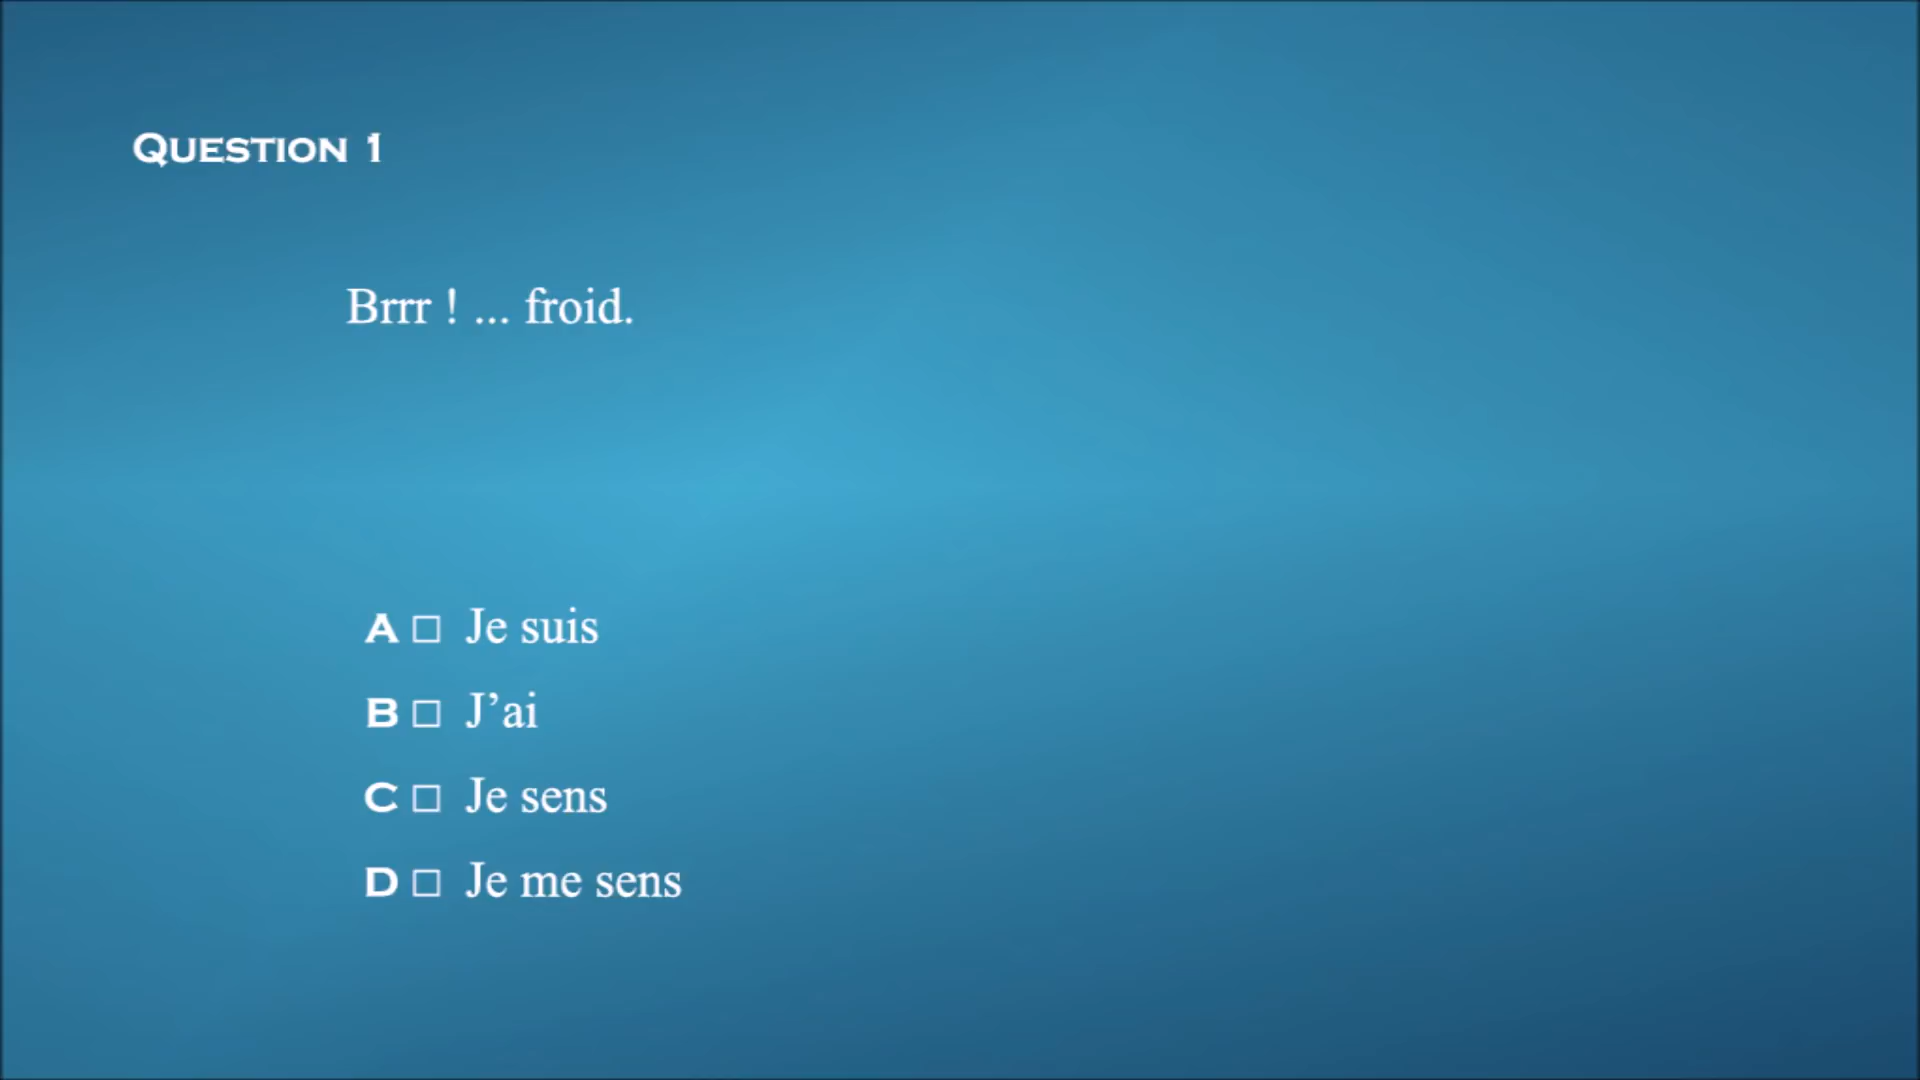 Question 1
Brrr ! ... froid.
A □ Je suis
B □ J’ai
C □ Je sens
D □ Je me sens